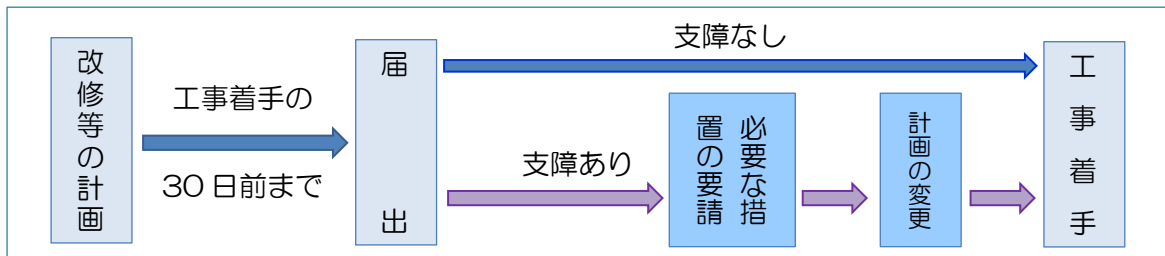 改修等の計画
工事着手の
30日前まで
届出
支障なし
支障あり
必要な措
置の要請
計画の変更
工事着手